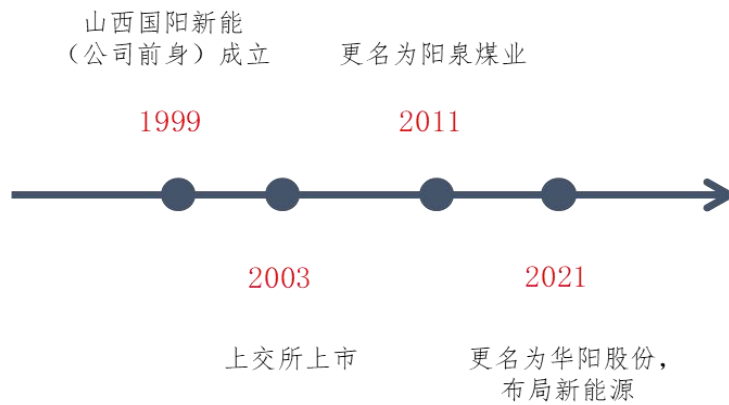 山西国阳新能
（公司前身）成立
更名为阳泉煤业
1999
2011
2003
2021
上交所上市
更名为华阳股份，
布局新能源